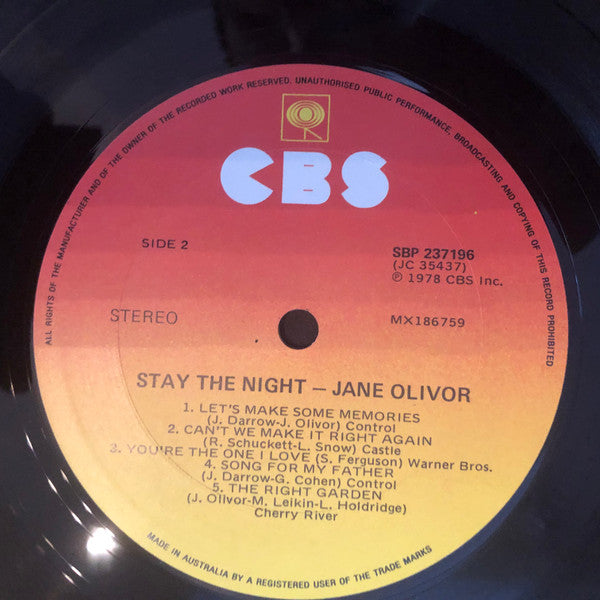 ALL RIGHTS OF THE MANUFACTURER AND OF THE OWNER OF THE RECORDED WORK RESERVED. UNAUTHORISED PUBLIC PERFORMANCE, BROADCASTING AND COPYING OF THIS RECORD PROHIBITED
CBS
SIDE 2
SBP 237196
(JC 35437)
℗ 1978 CBS Inc.
STEREO
MX186759
STAY THE NIGHT – JANE OLIVOR
1. LET'S MAKE SOME MEMORIES
(J. Darrow-J. Olivor) Control
2. CAN'T WE MAKE IT RIGHT AGAIN
(R. Schuckett-L. Snow) Castle
3. YOU'RE THE ONE I LOVE (S. Ferguson) Warner Bros.
4. SONG FOR MY FATHER
(J. Darrow-G. Cohen) Control
5. THE RIGHT GARDEN
(J. Olivor-M. Leikin-L. Holdridge)
Cherry River
MADE IN AUSTRALIA BY A REGISTERED USER OF THE TRADE MARKS